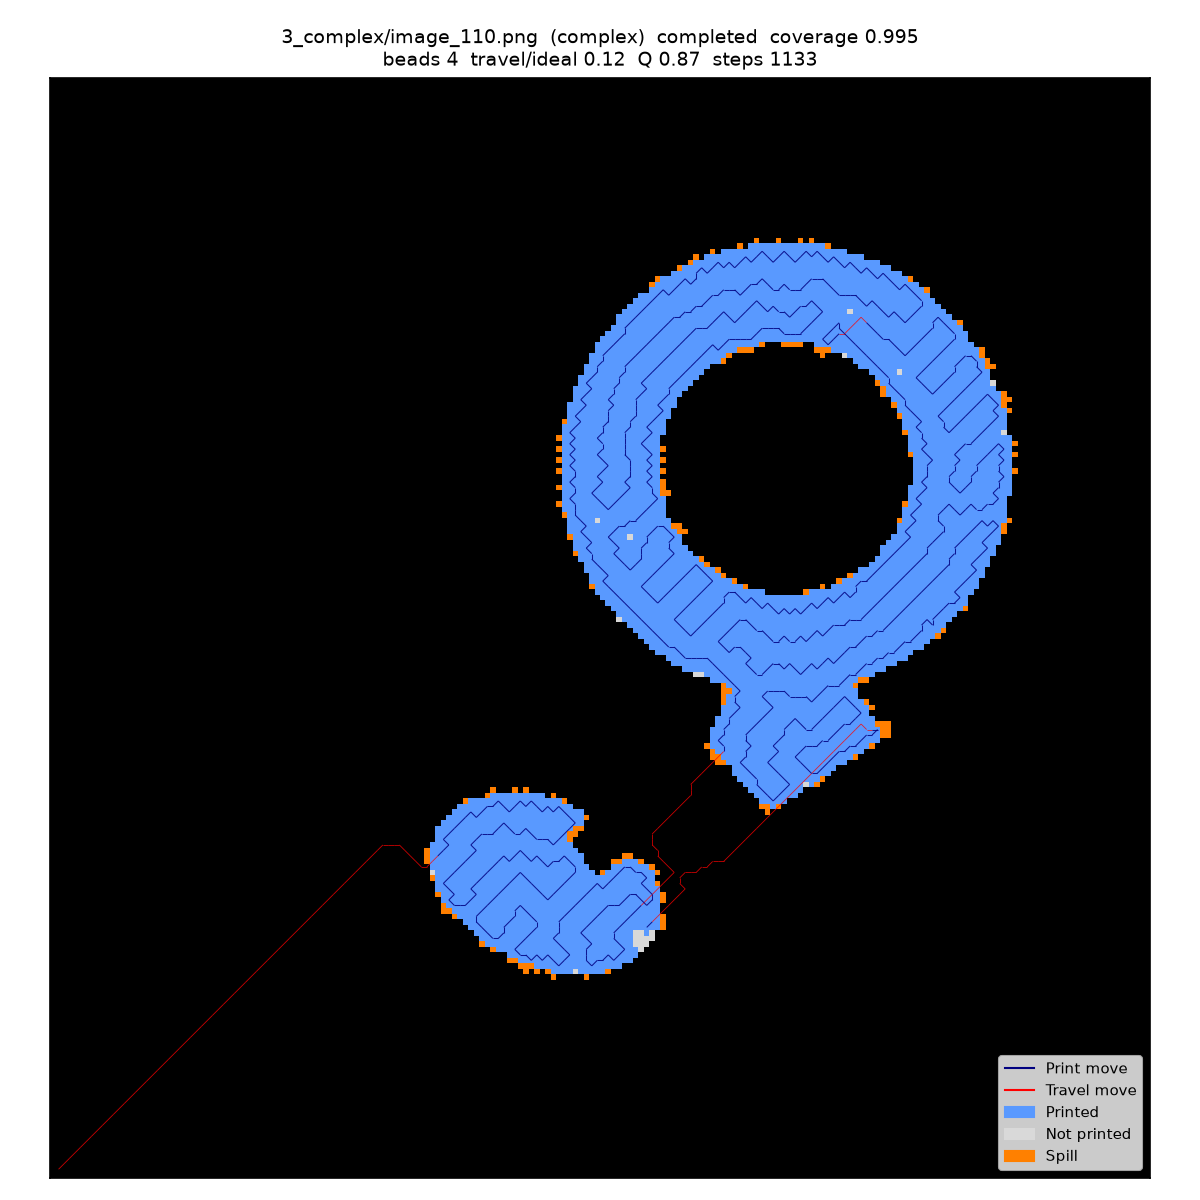 3_complex/image_110.png  (complex)  completed  coverage 0.995
beads 4  travel/ideal 0.12  Q 0.87  steps 1133
Print move
Travel move
Printed
Not printed
Spill